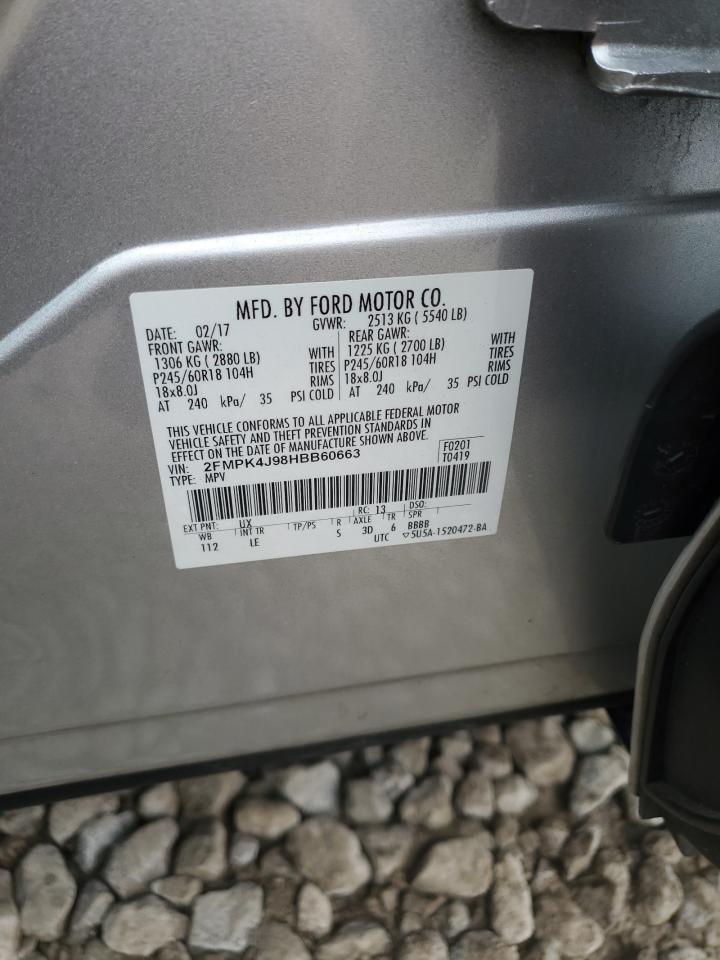 MFD. BY FORD MOTOR CO.
DATE: 02/17 GVWR: 2513 KG ( 5540 LB)
FRONT GAWR: REAR GAWR:
1306 KG ( 2880 LB) WITH 1225 KG ( 2700 LB) WITH
P245/60R18 104H TIRES P245/60R18 104H TIRES
18x8.0J RIMS 18x8.0J RIMS
AT 240 kPa/ 35 PSI COLD AT 240 kPa/ 35 PSI COLD
THIS VEHICLE CONFORMS TO ALL APPLICABLE FEDERAL MOTOR
VEHICLE SAFETY AND THEFT PREVENTION STANDARDS IN
EFFECT ON THE DATE OF MANUFACTURE SHOWN ABOVE.
VIN: 2FMPK4J98HBB60663 F0201
TYPE: MPV T0419
EXT PNT: UX RC: 13 DSO:
WB INT TR TP/PS R AXLE TR SPR
112 LE S 3D 6 BBBB
UTC ▽5U5A-1520472-BA